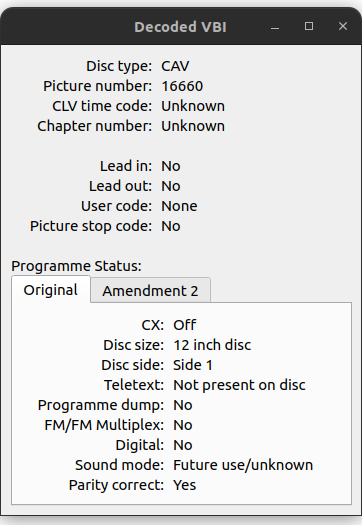 Decoded VBI
Disc type: CAV
Picture number: 16660
CLV time code: Unknown
Chapter number: Unknown
Lead in: No
Lead out: No
User code: None
Picture stop code: No
Programme Status:
Original Amendment 2
CX: Off
Disc size: 12 inch disc
Disc side: Side 1
Teletext: Not present on disc
Programme dump: No
FM/FM Multiplex: No
Digital: No
Sound mode: Future use/unknown
Parity correct: Yes